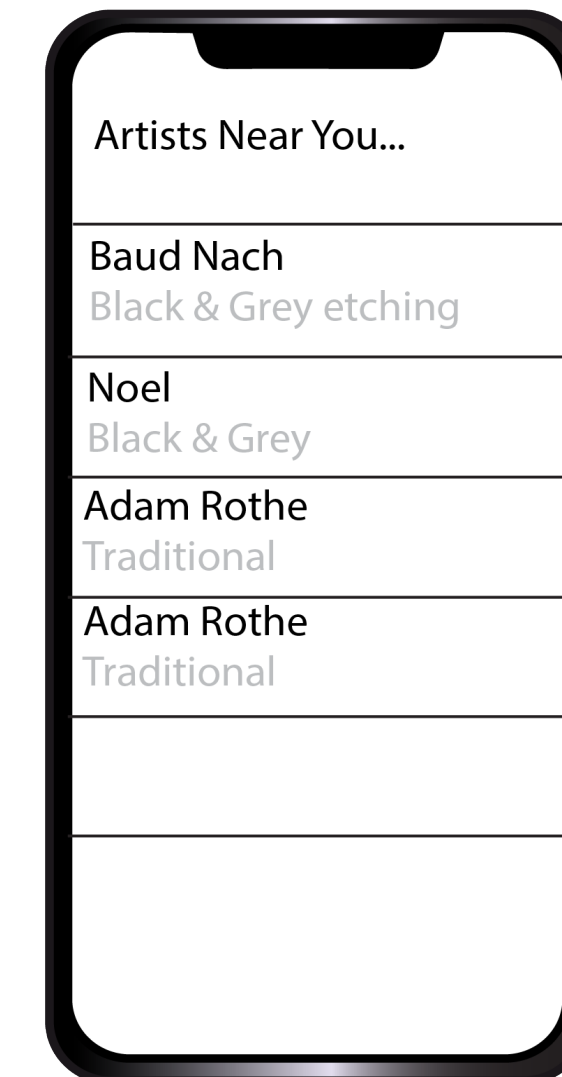 Artists Near You...
Baud Nach
Black & Grey etching
Noel
Black & Grey
Adam Rothe
Traditional
Adam Rothe
Traditional